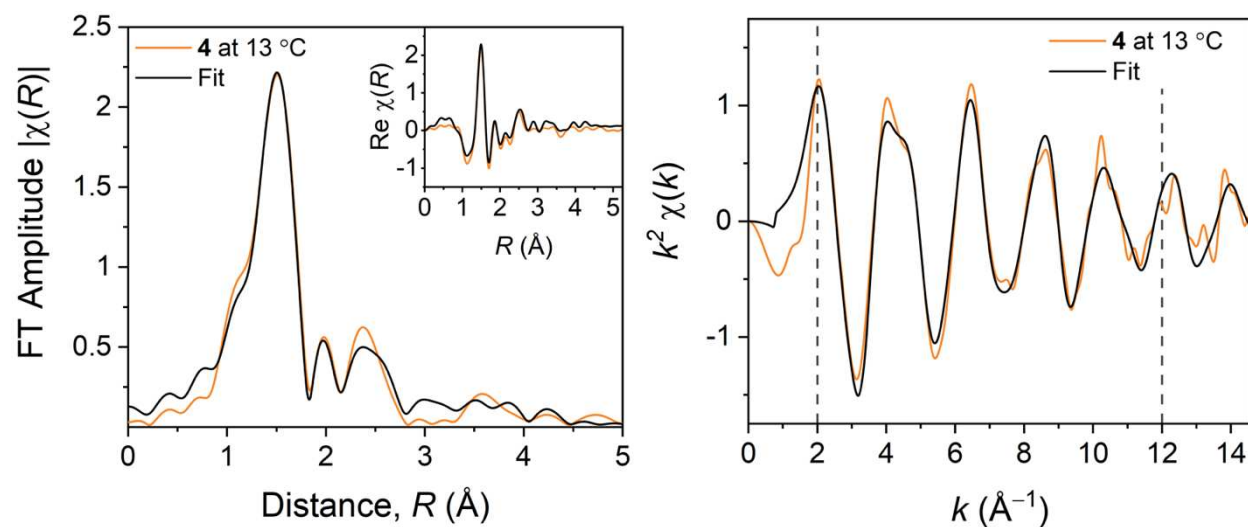 4 at 13 °C
Fit
FT Amplitude |χ(R)|
2.5
2
1.5
1
0.5
0 1 2 3 4 5
Distance, R (Å)
Re χ(R)
2
1
0
-1
0 1 2 3 4 5
R (Å)
4 at 13 °C
Fit
k² χ(k)
1
0
-1
0 2 4 6 8 10 12 14
k (Å⁻¹)